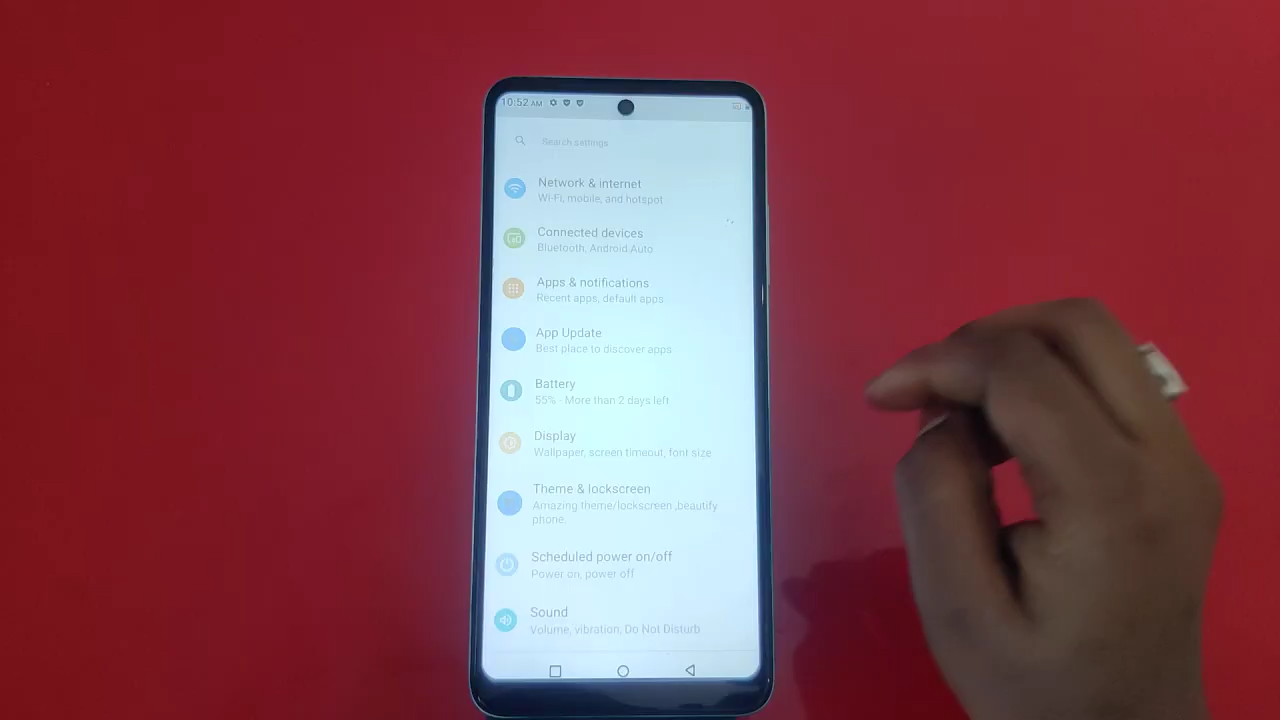 10:52 AM
Search settings
Network & internet
Wi-Fi, mobile, and hotspot
Connected devices
Bluetooth, Android Auto
Apps & notifications
Recent apps, default apps
App Update
Best place to discover apps
Battery
55% - More than 2 days left
Display
Wallpaper, screen timeout, font size
Theme & lockscreen
Amazing theme/lockscreen ,beautify
phone.
Scheduled power on/off
Power on, power off
Sound
Volume, vibration, Do Not Disturb